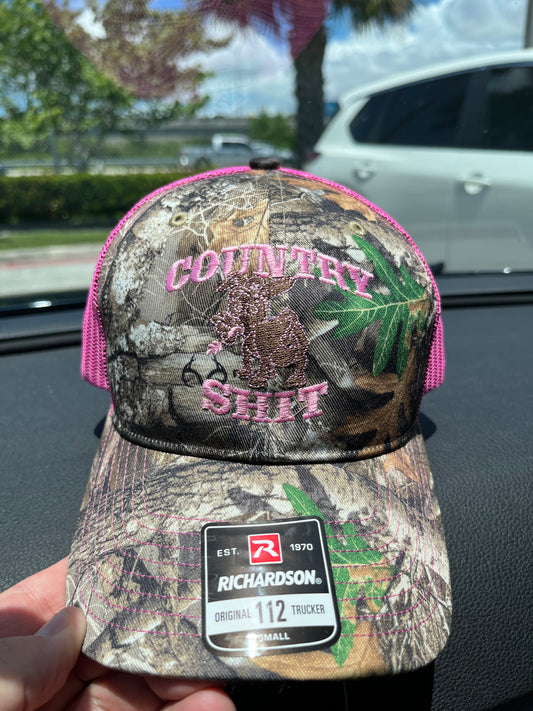 COUNTRY
SHIT
EST. R 1970
RICHARDSON®
ORIGINAL 112 TRUCKER
SMALL